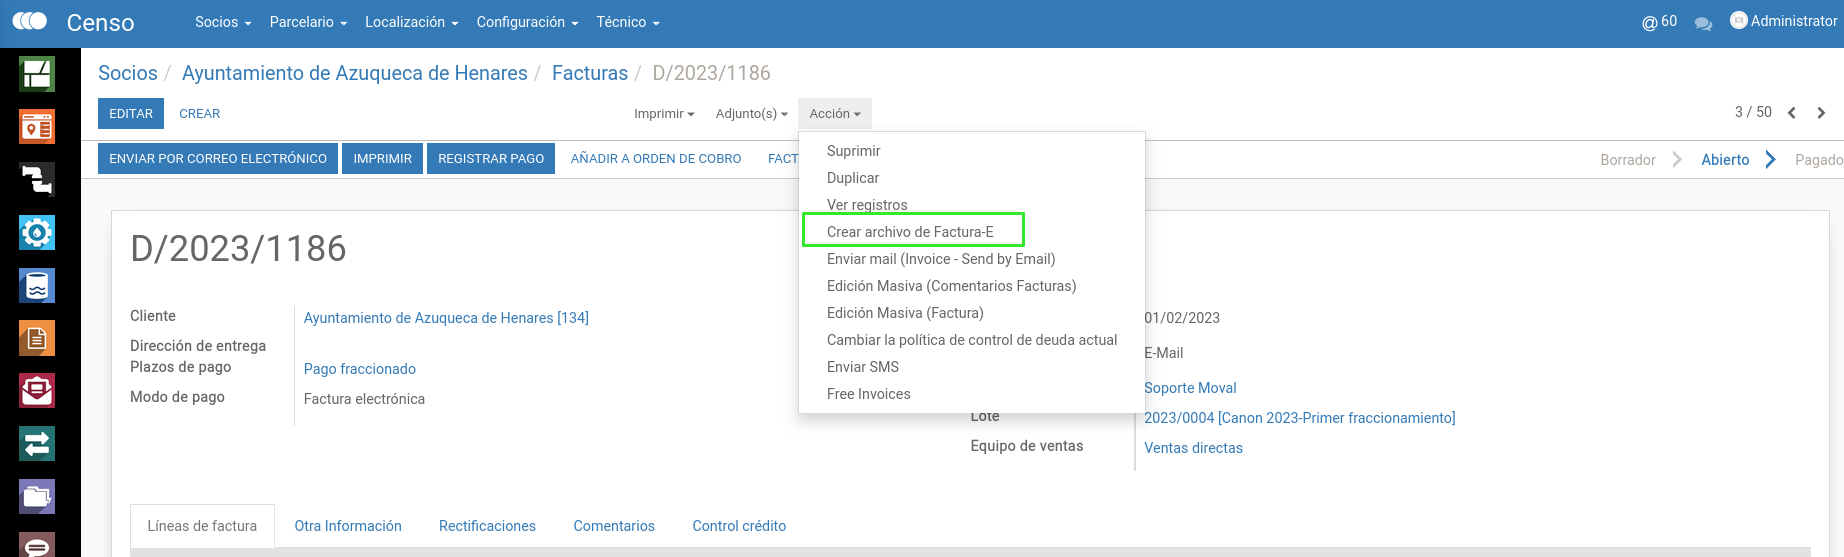 Censo Socios Parcelario Localización Configuración Técnico @60 Administrator
Socios / Ayuntamiento de Azuqueca de Henares / Facturas / D/2023/1186
EDITAR CREAR Imprimir Adjunto(s) Acción 3 / 50
ENVIAR POR CORREO ELECTRÓNICO IMPRIMIR REGISTRAR PAGO AÑADIR A ORDEN DE COBRO FACT Borrador Abierto Pagado
Suprimir
Duplicar
Ver registros
Crear archivo de Factura-E
Enviar mail (Invoice - Send by Email)
Edición Masiva (Comentarios Facturas)
Edición Masiva (Factura)
Cambiar la política de control de deuda actual
Enviar SMS
Free Invoices
D/2023/1186
Cliente Ayuntamiento de Azuqueca de Henares [134]
Dirección de entrega
Plazos de pago Pago fraccionado
Modo de pago Factura electrónica
01/02/2023
E-Mail
Soporte Moval
Lote 2023/0004 [Canon 2023-Primer fraccionamiento]
Equipo de ventas Ventas directas
Líneas de factura Otra Información Rectificaciones Comentarios Control crédito